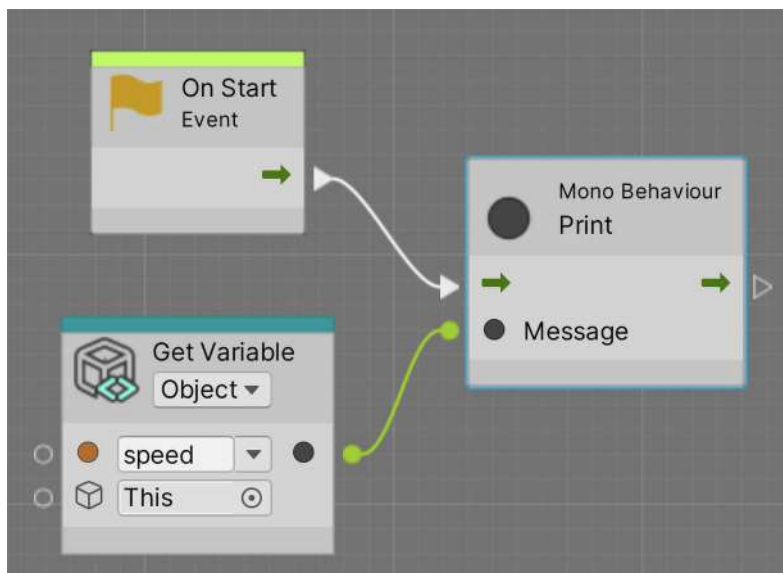 On Start
Event
Mono Behaviour
Print
Message
Get Variable
Object
speed
This